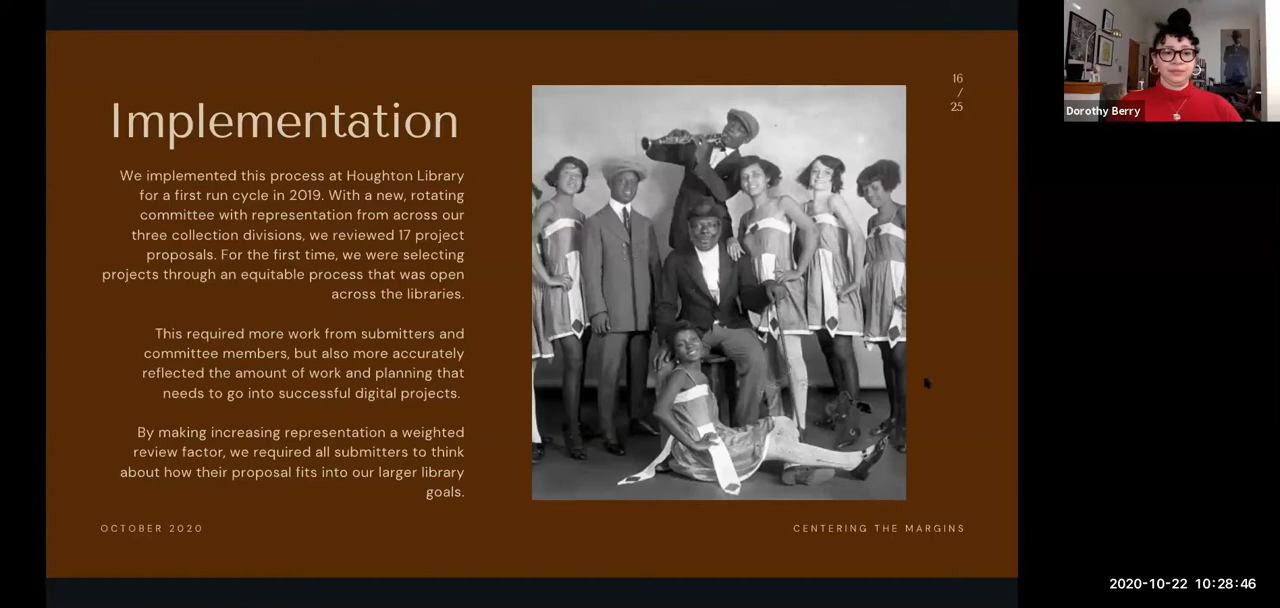 16
/
25
Implementation
We implemented this process at Houghton Library
for a first run cycle in 2019. With a new, rotating
committee with representation from across our
three collection divisions, we reviewed 17 project
proposals. For the first time, we were selecting
projects through an equitable process that was open
across the libraries.
This required more work from submitters and
committee members, but also more accurately
reflected the amount of work and planning that
needs to go into successful digital projects.
By making increasing representation a weighted
review factor, we required all submitters to think
about how their proposal fits into our larger library
goals.
OCTOBER 2020
CENTERING THE MARGINS
Dorothy Berry
2020-10-22 10:28:46